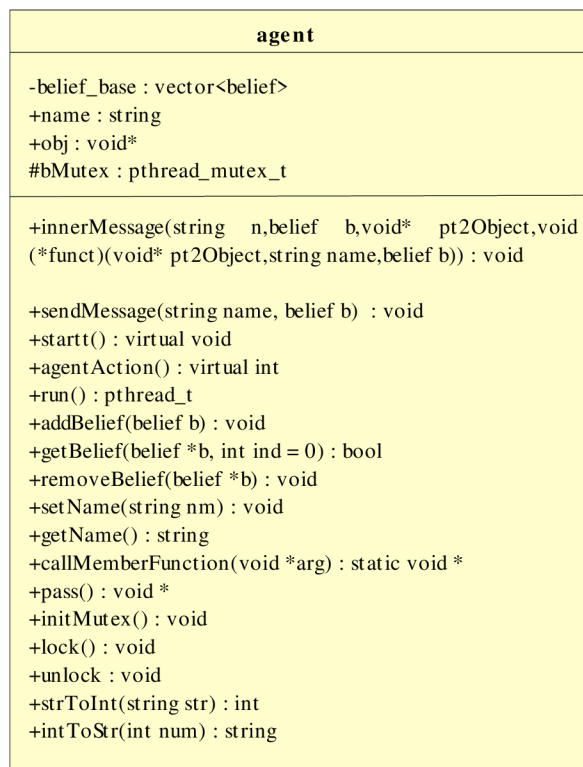 agent
-belief_base : vector<belief>
+name : string
+obj : void*
#bMutex : pthread_mutex_t
+innerMessage(string n,belief b,void* pt2Object,void
(*funct)(void* pt2Object,string name,belief b)) : void
+sendMessage(string name, belief b) : void
+startt() : virtual void
+agentAction() : virtual int
+run() : pthread_t
+addBelief(belief b) : void
+getBelief(belief *b, int ind = 0) : bool
+removeBelief(belief *b) : void
+setName(string nm) : void
+getName() : string
+callMemberFunction(void *arg) : static void *
+pass() : void *
+initMutex() : void
+lock() : void
+unlock : void
+strToInt(string str) : int
+intToStr(int num) : string